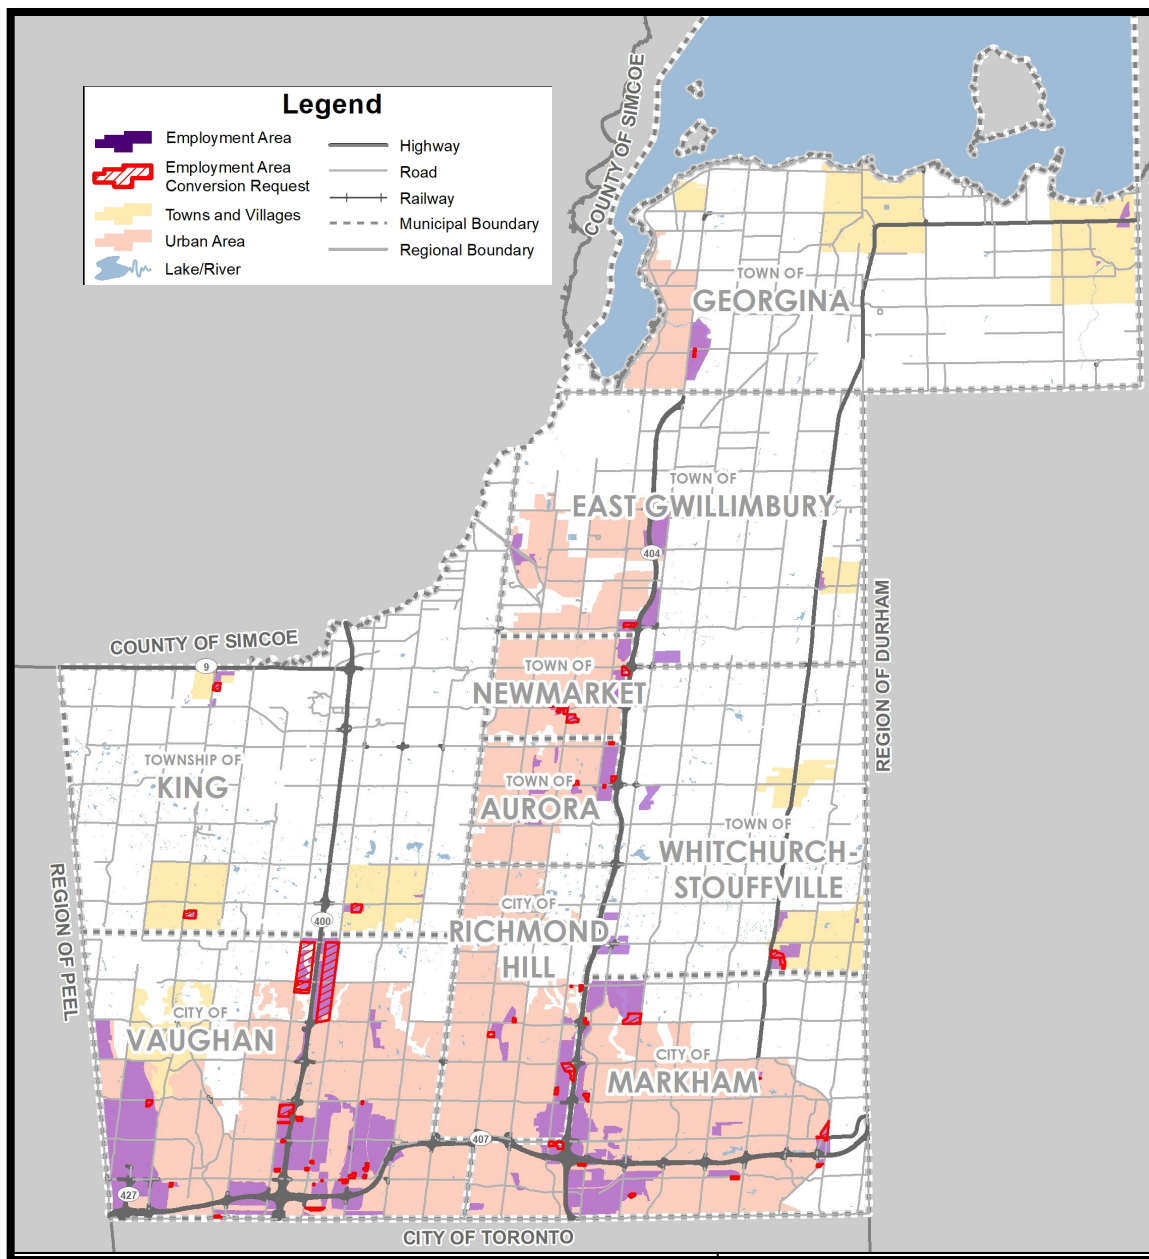 Legend
Employment Area
Employment Area
Conversion Request
Towns and Villages
Urban Area
Lake/River
Highway
Road
Railway
Municipal Boundary
Regional Boundary
COUNTY OF SIMCOE
COUNTY OF SIMCOE
TOWN OF
GEORGINA
TOWN OF
EAST GWILLIMBURY
404
REGION OF DURHAM
COUNTY OF SIMCOE
9
TOWN OF
NEWMARKET
TOWNSHIP OF
KING
TOWN OF
AURORA
TOWN OF
WHITCHURCH-
STOUFFVILLE
REGION OF PEEL
400
CITY OF
RICHMOND
HILL
CITY OF
VAUGHAN
CITY OF
MARKHAM
407
427
CITY OF TORONTO